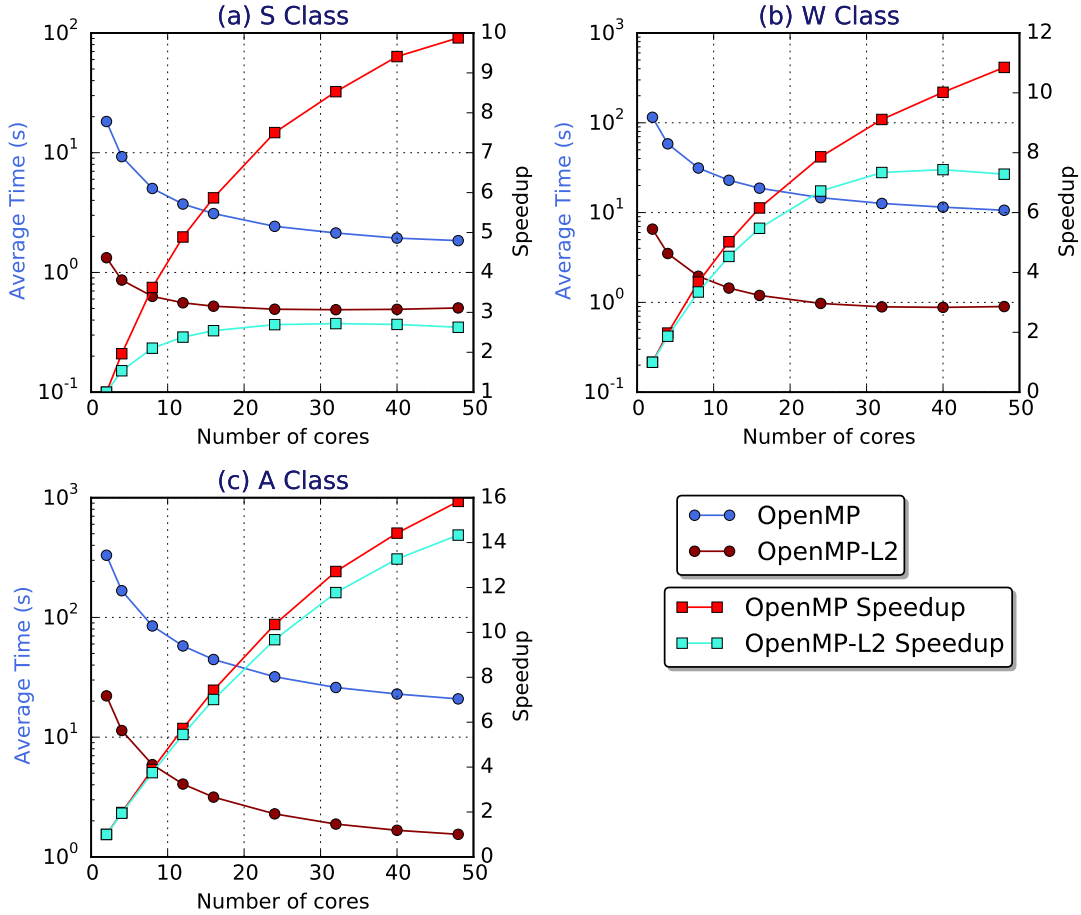 (a) S Class
(b) W Class
10^2
10^1
10^0
10^-1
Average Time (s)
10
9
8
7
6
5
4
3
2
1
Speedup
0 10 20 30 40 50
Number of cores
10^3
10^2
10^1
10^0
10^-1
Average Time (s)
12
10
8
6
4
2
0
Speedup
0 10 20 30 40 50
Number of cores
(c) A Class
10^3
10^2
10^1
10^0
Average Time (s)
16
14
12
10
8
6
4
2
0
Speedup
0 10 20 30 40 50
Number of cores
OpenMP
OpenMP-L2
OpenMP Speedup
OpenMP-L2 Speedup